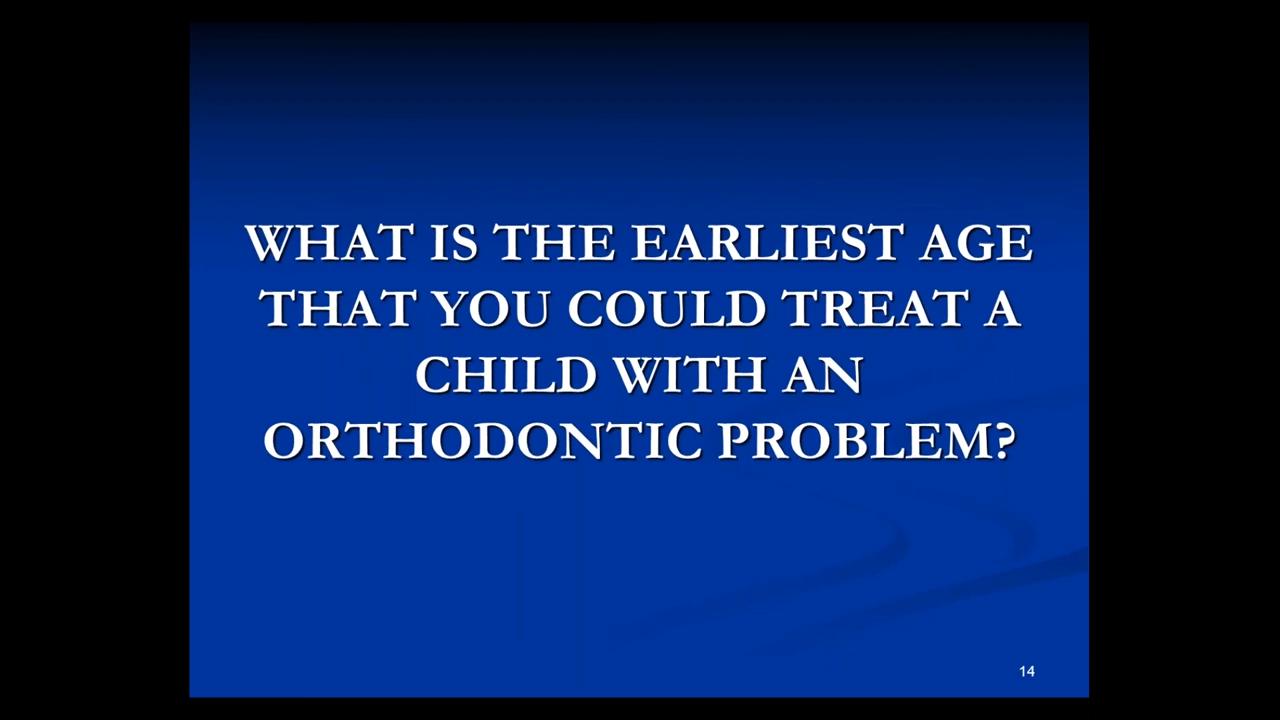 WHAT IS THE EARLIEST AGE
THAT YOU COULD TREAT A
CHILD WITH AN
ORTHODONTIC PROBLEM?
14